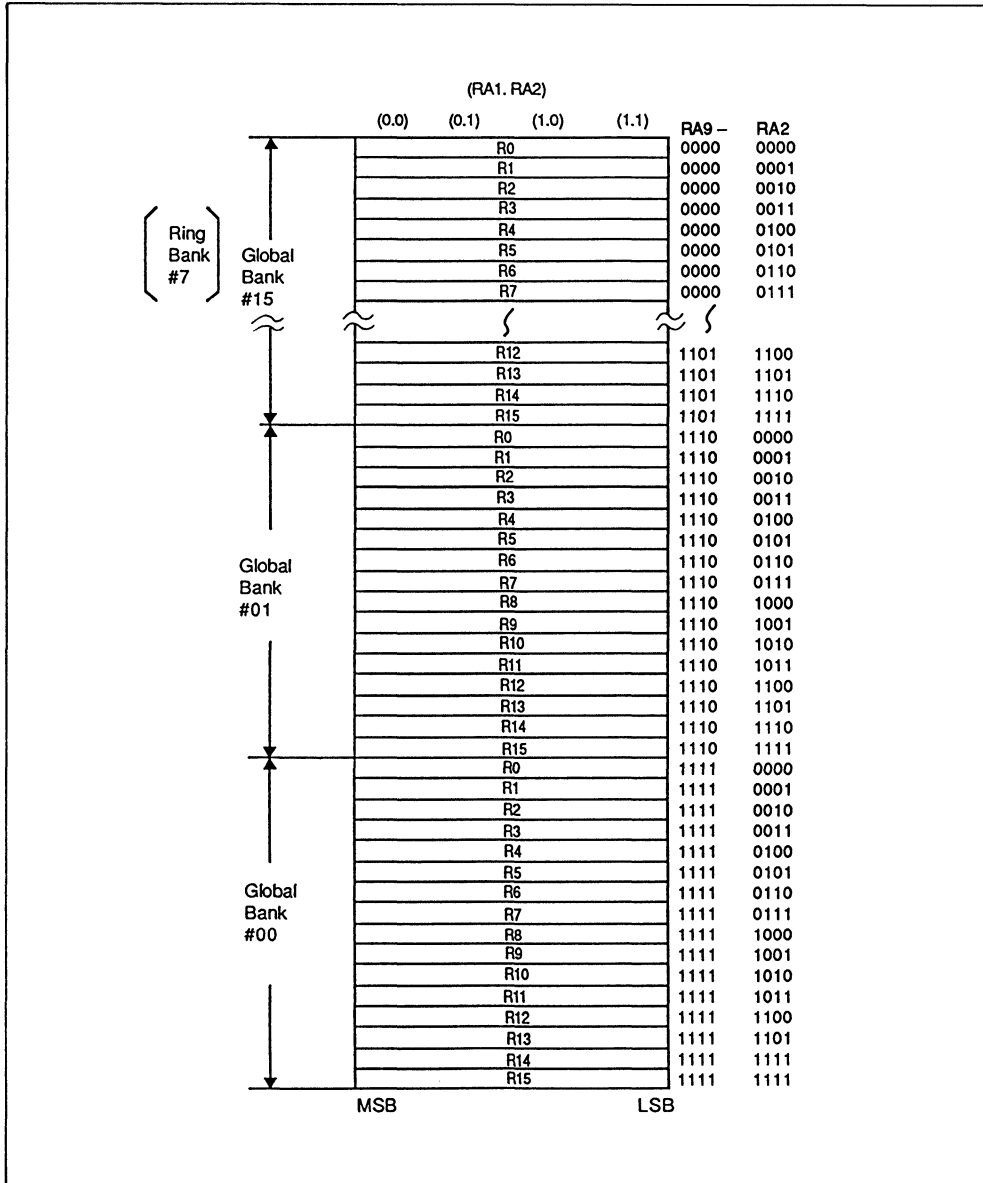 (RA1. RA2)
(0.0) (0.1) (1.0) (1.1) RA9 – RA2
R0 0000 0000
R1 0000 0001
R2 0000 0010
R3 0000 0011
R4 0000 0100
R5 0000 0101
R6 0000 0110
R7 0000 0111
Ring
Bank
#7
Global
Bank
#15
R12 1101 1100
R13 1101 1101
R14 1101 1110
R15 1101 1111
R0 1110 0000
R1 1110 0001
R2 1110 0010
R3 1110 0011
R4 1110 0100
R5 1110 0101
R6 1110 0110
R7 1110 0111
R8 1110 1000
R9 1110 1001
R10 1110 1010
R11 1110 1011
R12 1110 1100
R13 1110 1101
R14 1110 1110
R15 1110 1111
Global
Bank
#01
R0 1111 0000
R1 1111 0001
R2 1111 0010
R3 1111 0011
R4 1111 0100
R5 1111 0101
R6 1111 0110
R7 1111 0111
R8 1111 1000
R9 1111 1001
R10 1111 1010
R11 1111 1011
R12 1111 1100
R13 1111 1101
R14 1111 1111
R15 1111 1111
Global
Bank
#00
MSB LSB